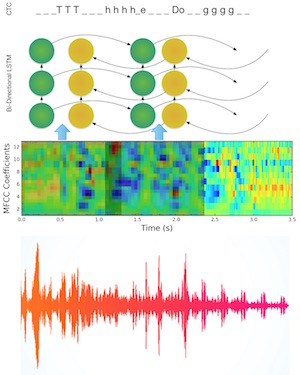 CTC
_ _ _ T T T _ _ _ h h h h _ e _ _ _ Do _ _ g g g g _ _ _
Bi-Directional LSTM
MFCC Coefficients
12
10
8
6
4
2
0.0 0.5 1.0 1.5 2.0 2.5 3.0 3.5
Time (s)